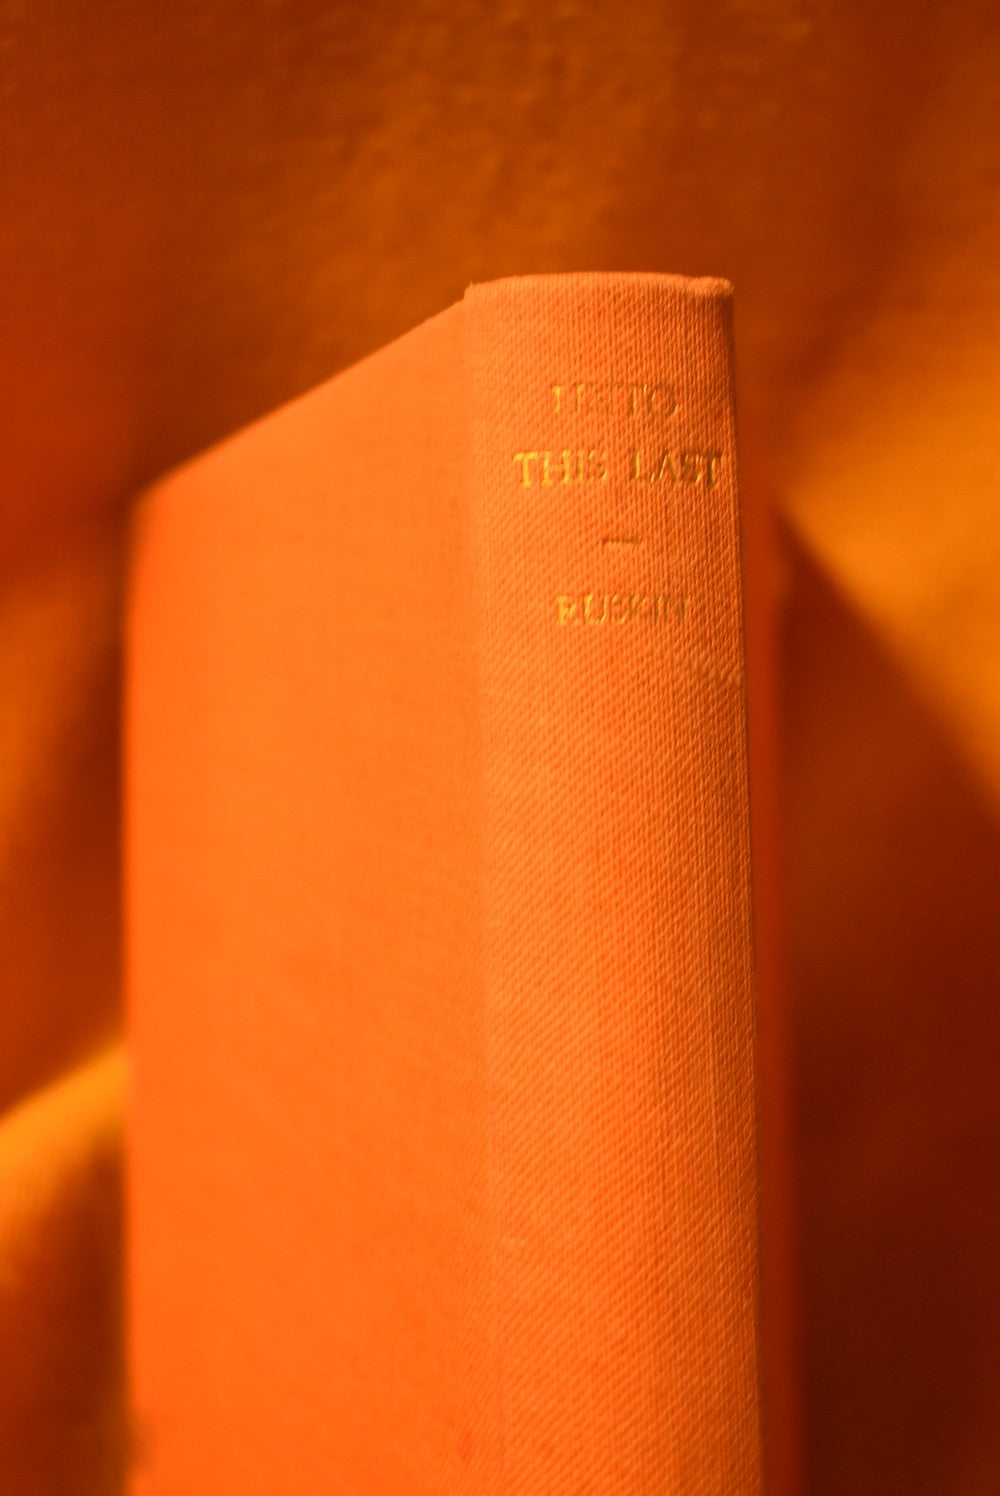 UNTO
THIS LAST
—
RUSKIN